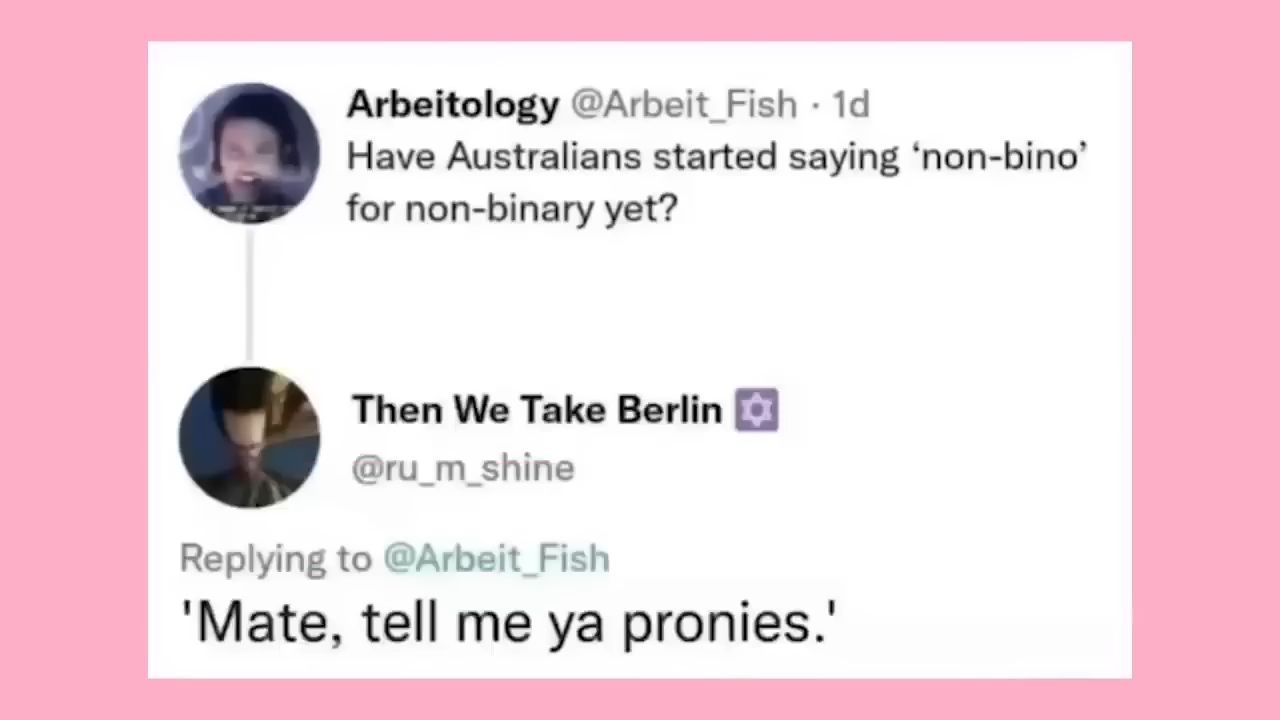 Arbeitology @Arbeit_Fish · 1d
Have Australians started saying ‘non-bino’
for non-binary yet?
Then We Take Berlin ✡
@ru_m_shine
Replying to @Arbeit_Fish
'Mate, tell me ya pronies.'